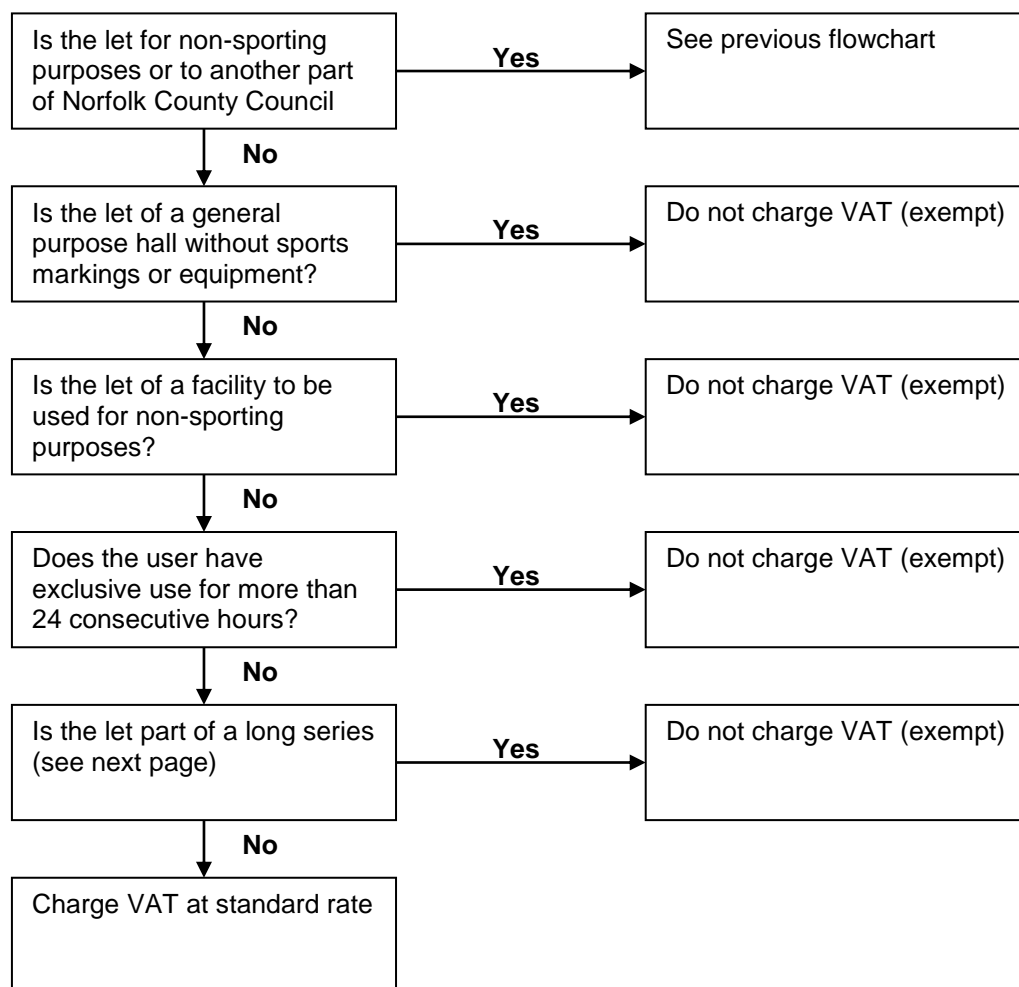 Is the let for non-sporting
purposes or to another part
of Norfolk County Council
Yes
See previous flowchart
No
Is the let of a general
purpose hall without sports
markings or equipment?
Yes
Do not charge VAT (exempt)
No
Is the let of a facility to be
used for non-sporting
purposes?
Yes
Do not charge VAT (exempt)
No
Does the user have
exclusive use for more than
24 consecutive hours?
Yes
Do not charge VAT (exempt)
No
Is the let part of a long series
(see next page)
Yes
Do not charge VAT (exempt)
No
Charge VAT at standard rate